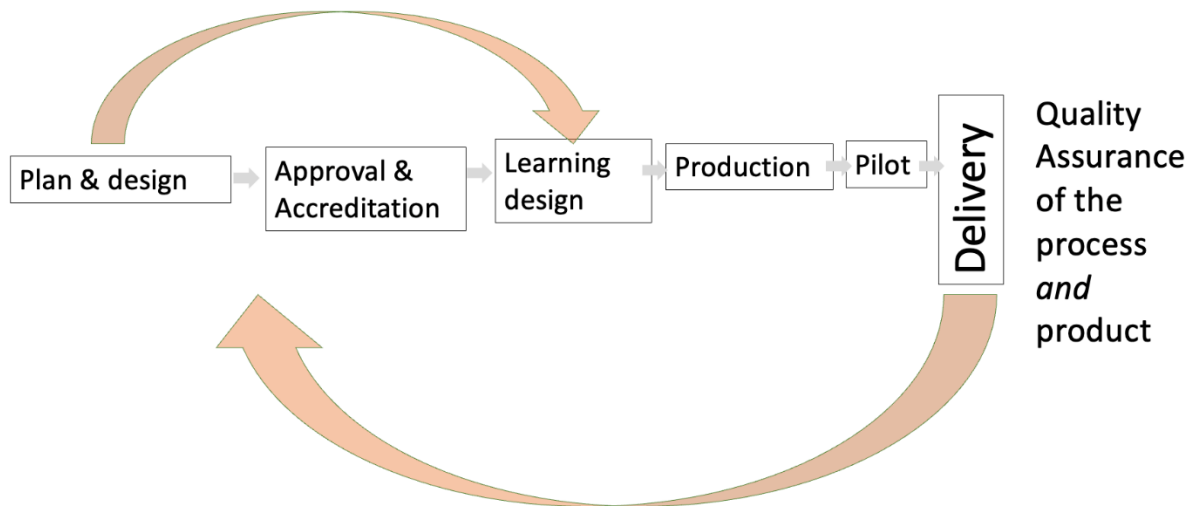 Plan & design
Approval &
Accreditation
Learning
design
Production
Pilot
Delivery
Quality
Assurance
of the
process
and
product